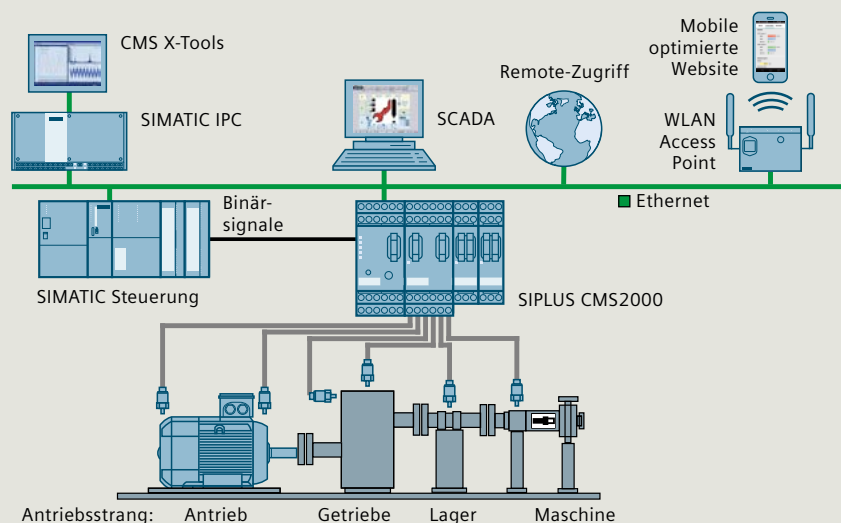 CMS X-Tools
SIMATIC IPC
SCADA
Remote-Zugriff
Mobile
optimierte
Website
WLAN
Access
Point
Ethernet
Binär-
signale
SIMATIC Steuerung
SIPLUS CMS2000
Antriebsstrang: Antrieb Getriebe Lager Maschine